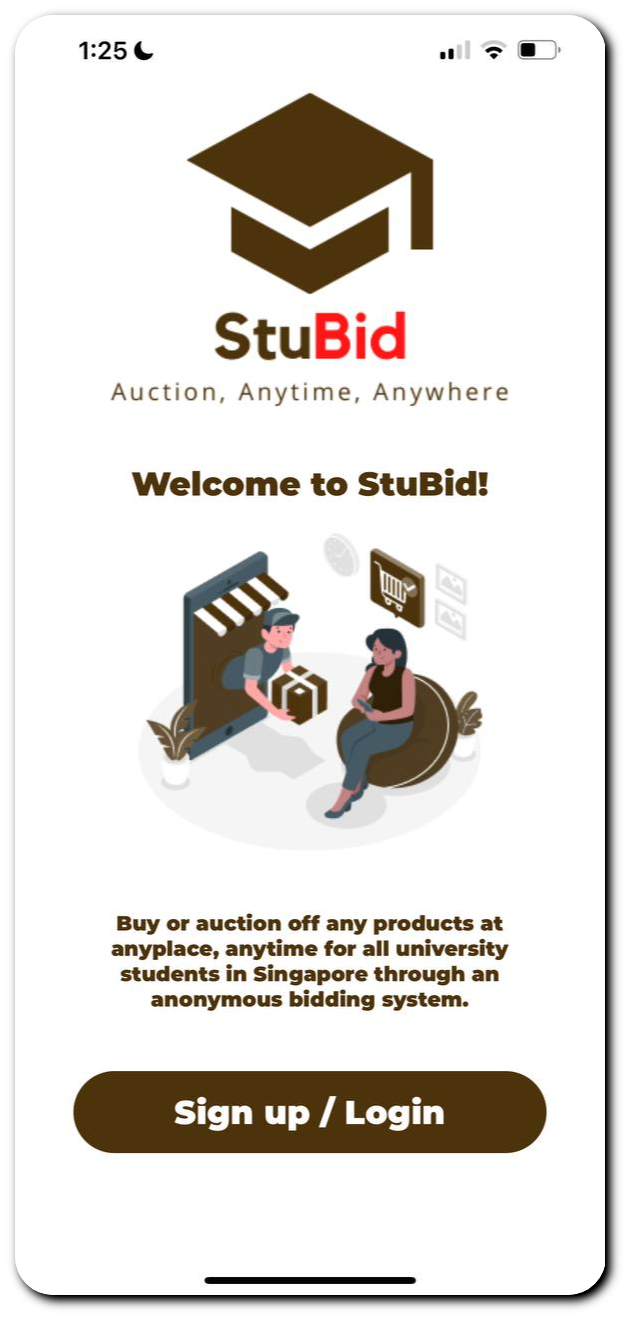 1:25
StuBid
Auction, Anytime, Anywhere
Welcome to StuBid!
Buy or auction off any products at
anyplace, anytime for all university
students in Singapore through an
anonymous bidding system.
Sign up / Login